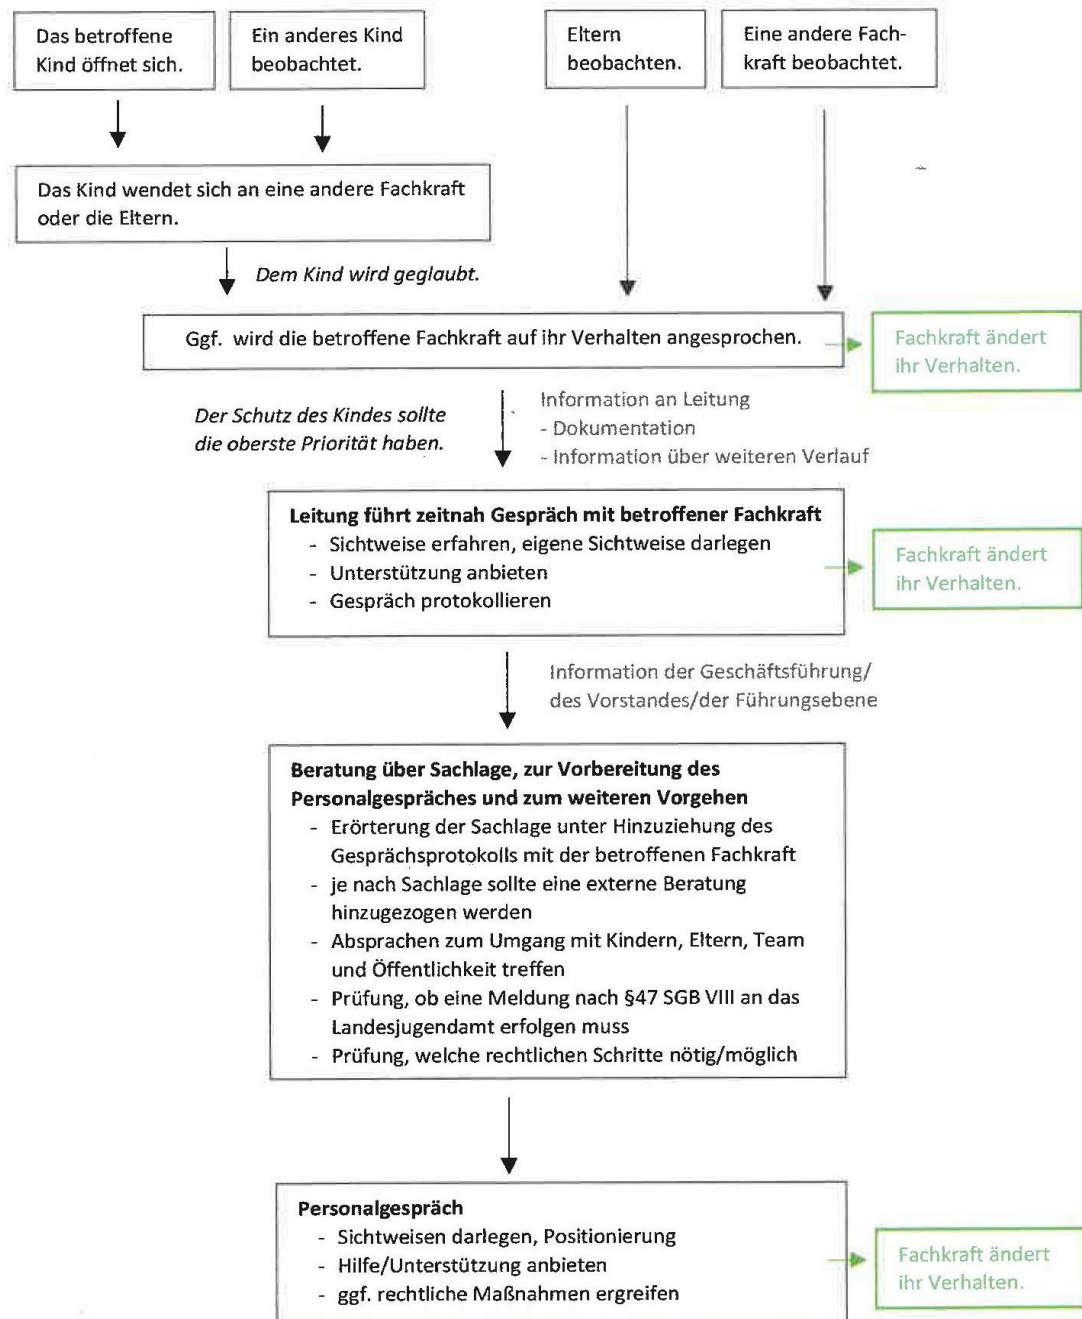 Das betroffene
Kind öffnet sich.
Ein anderes Kind
beobachtet.
Eltern
beobachten.
Eine andere Fach-
kraft beobachtet.
Das Kind wendet sich an eine andere Fachkraft
oder die Eltern.
Dem Kind wird geglaubt.
Ggf. wird die betroffene Fachkraft auf ihr Verhalten angesprochen.
Fachkraft ändert
ihr Verhalten.
Der Schutz des Kindes sollte
die oberste Priorität haben.
Information an Leitung
- Dokumentation
- Information über weiteren Verlauf
Leitung führt zeitnah Gespräch mit betroffener Fachkraft
- Sichtweise erfahren, eigene Sichtweise darlegen
- Unterstützung anbieten
- Gespräch protokollieren
Fachkraft ändert
ihr Verhalten.
Information der Geschäftsführung/
des Vorstandes/der Führungsebene
Beratung über Sachlage, zur Vorbereitung des
Personalgespräches und zum weiteren Vorgehen
- Erörterung der Sachlage unter Hinzuziehung des
Gesprächsprotokolls mit der betroffenen Fachkraft
- je nach Sachlage sollte eine externe Beratung
hinzugezogen werden
- Absprachen zum Umgang mit Kindern, Eltern, Team
und Öffentlichkeit treffen
- Prüfung, ob eine Meldung nach §47 SGB VIII an das
Landesjugendamt erfolgen muss
- Prüfung, welche rechtlichen Schritte nötig/möglich
Personalgespräch
- Sichtweisen darlegen, Positionierung
- Hilfe/Unterstützung anbieten
- ggf. rechtliche Maßnahmen ergreifen
Fachkraft ändert
ihr Verhalten.